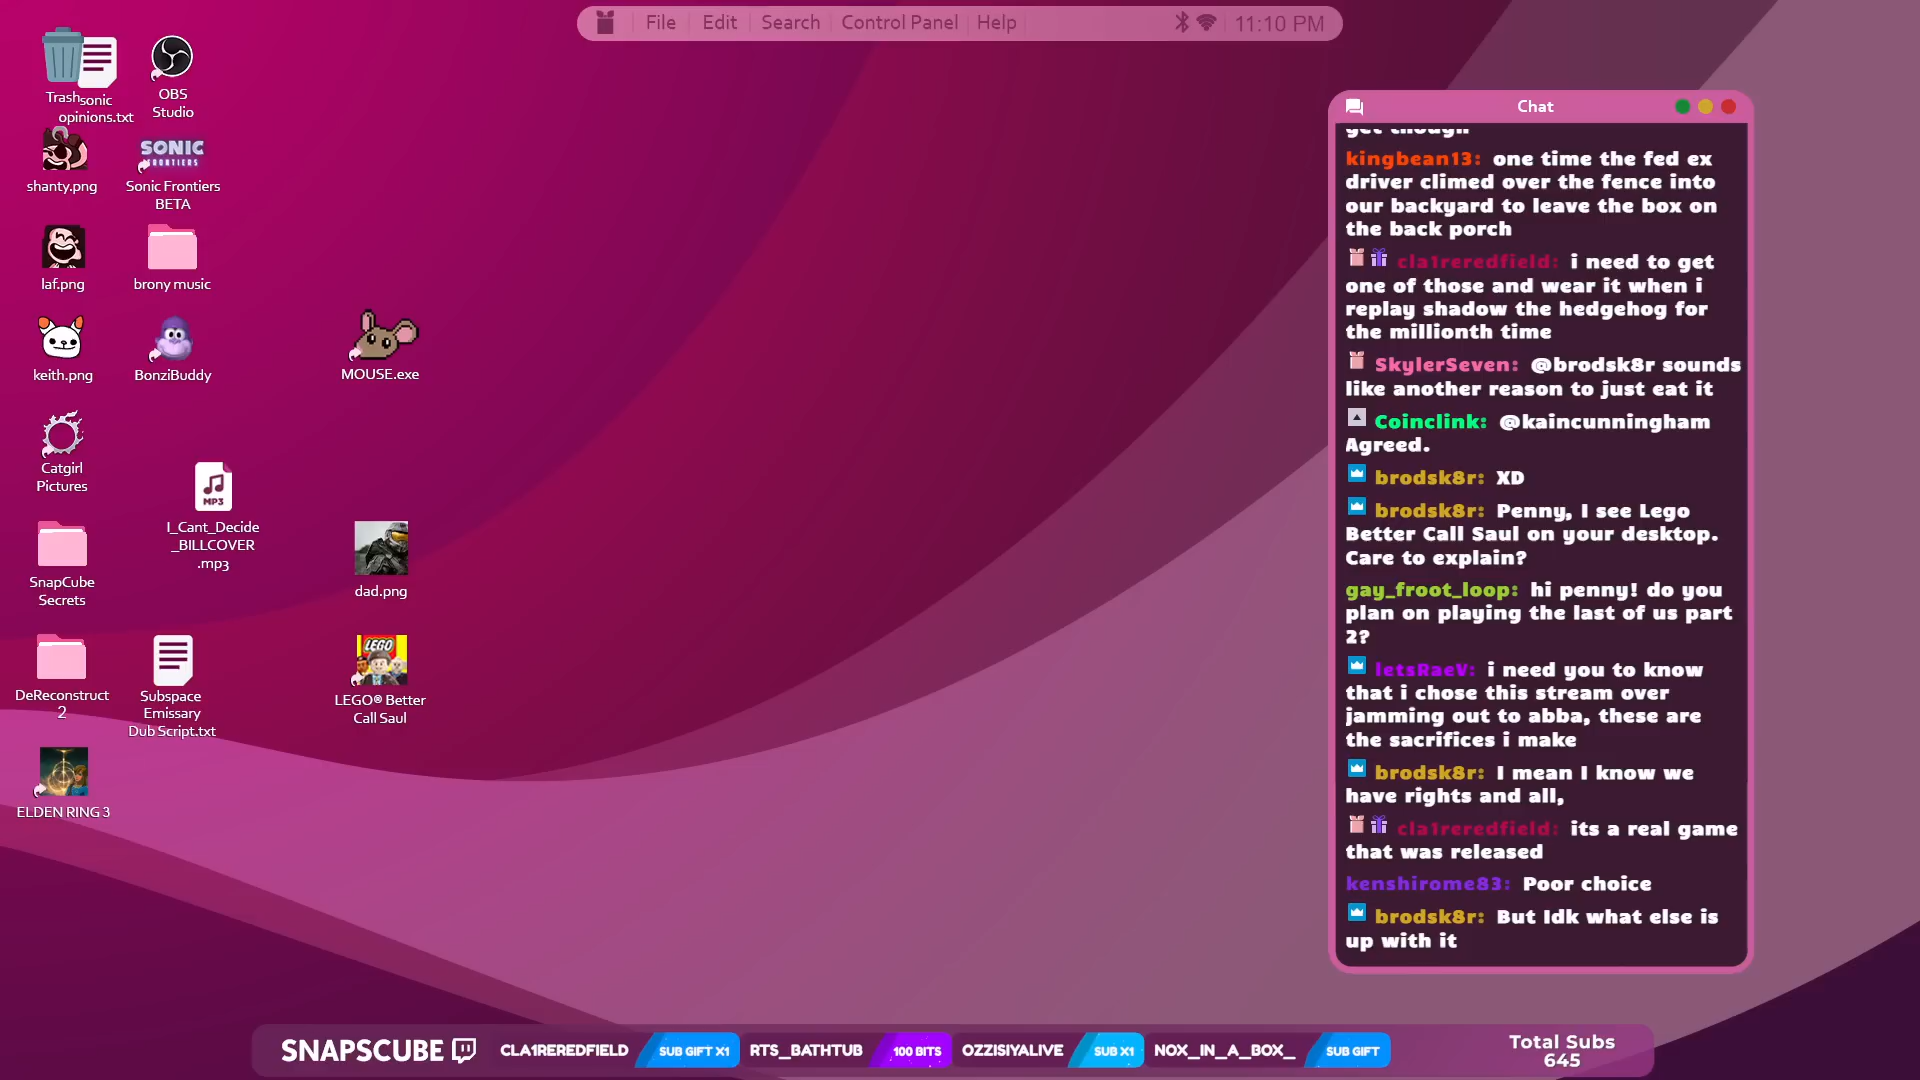 File
Edit
Search
Control Panel
Help
11:10 PM
Trash
sonic
opinions.txt
OBS
Studio
shanty.png
SONIC
FRONTIERS
Sonic Frontiers
BETA
laf.png
brony music
keith.png
BonziBuddy
MOUSE.exe
Catgirl
Pictures
MP3
I_Cant_Decide
_BILLCOVER
.mp3
SnapCube
Secrets
dad.png
DeReconstruct
2
Subspace
Emissary
Dub Script.txt
LEGO
LEGO® Better
Call Saul
ELDEN RING 3
Chat
get though
kingbean13: one time the fed ex
driver climed over the fence into
our backyard to leave the box on
the back porch
cla1reredfield: i need to get
one of those and wear it when i
replay shadow the hedgehog for
the millionth time
SkylerSeven: @brodsk8r sounds
like another reason to just eat it
Coinclink: @kaincunningham
Agreed.
brodsk8r: XD
brodsk8r: Penny, I see Lego
Better Call Saul on your desktop.
Care to explain?
gay_froot_loop: hi penny! do you
plan on playing the last of us part
2?
letsRaeV: i need you to know
that i chose this stream over
jamming out to abba, these are
the sacrifices i make
brodsk8r: I mean I know we
have rights and all,
cla1reredfield: its a real game
that was released
kenshirome83: Poor choice
brodsk8r: But Idk what else is
up with it
SNAPSCUBE
CLA1REREDFIELD
SUB GIFT X1
RTS_BATHTUB
100 BITS
OZZISIYALIVE
SUB X1
NOX_IN_A_BOX_
SUB GIFT
Total Subs
645